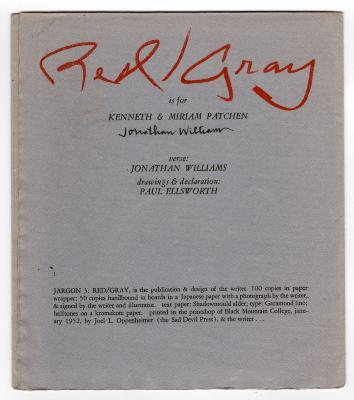 Red/Gray
is for
KENNETH & MIRIAM PATCHEN
Jonathan Williams
verse:
JONATHAN WILLIAMS
drawings & declaration:
PAUL ELLSWORTH
JARGON 3: RED/GRAY, is the publication & design of the writer. 100 copies in paper
wrapper; 50 copies handbound in boards in a Japanese paper with a photograph by the writer,
& signed by the writer and illustrator. text paper: Shadowmould alder; type: Garamond lino;
halftones on a kromekote paper. printed in the printshop of Black Mountain College, janu-
ary 1952, by Joel L. Oppenheimer (the Sad Devil Press), & the writer . . .